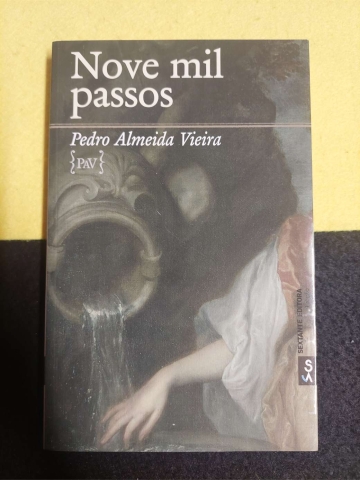 Nove mil
passos
Pedro Almeida Vieira
{PAV}
SEXTANTE EDITORA